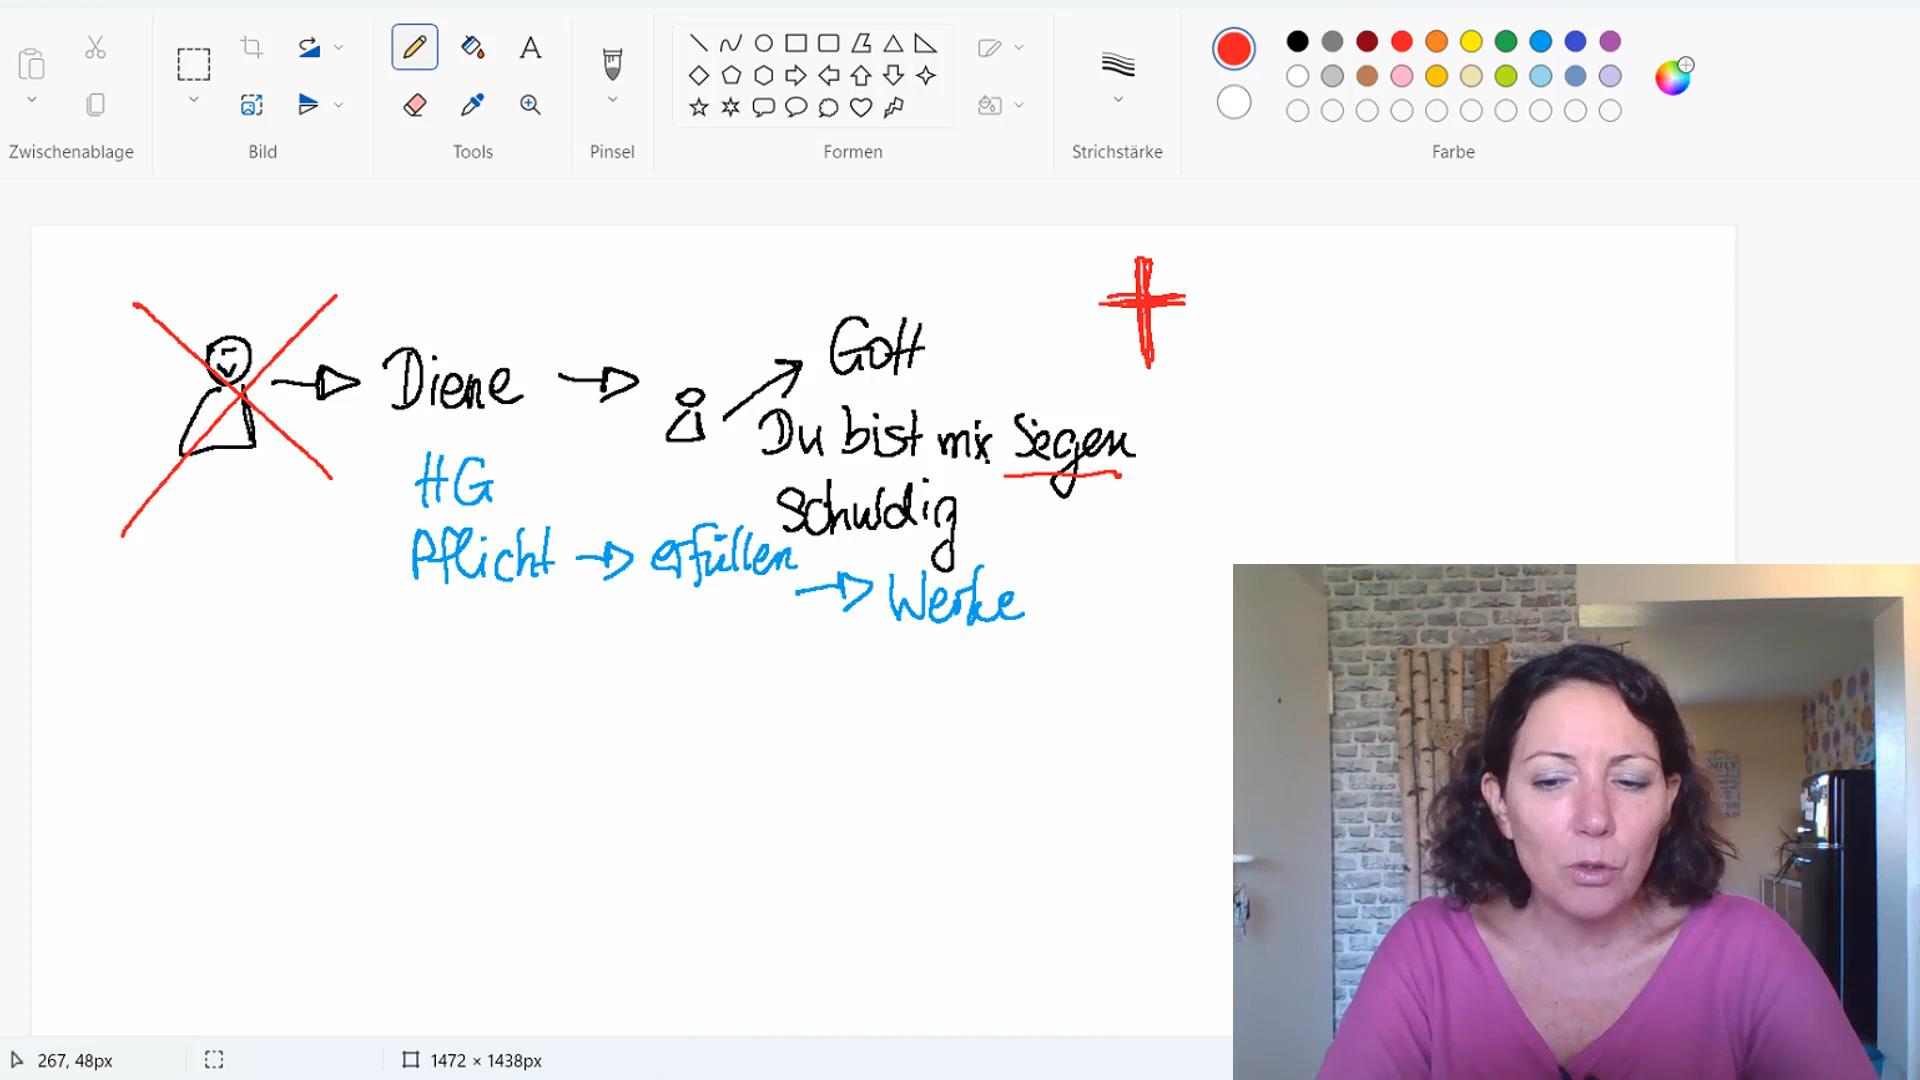 A
Zwischenablage
Bild
Tools
Pinsel
Formen
Strichstärke
Farbe
Diene
Gott
Du bist mir Segen
schuldig
HG
Pflicht → erfüllen
→ Werke
FAMILY
267, 48px
1472 × 1438px